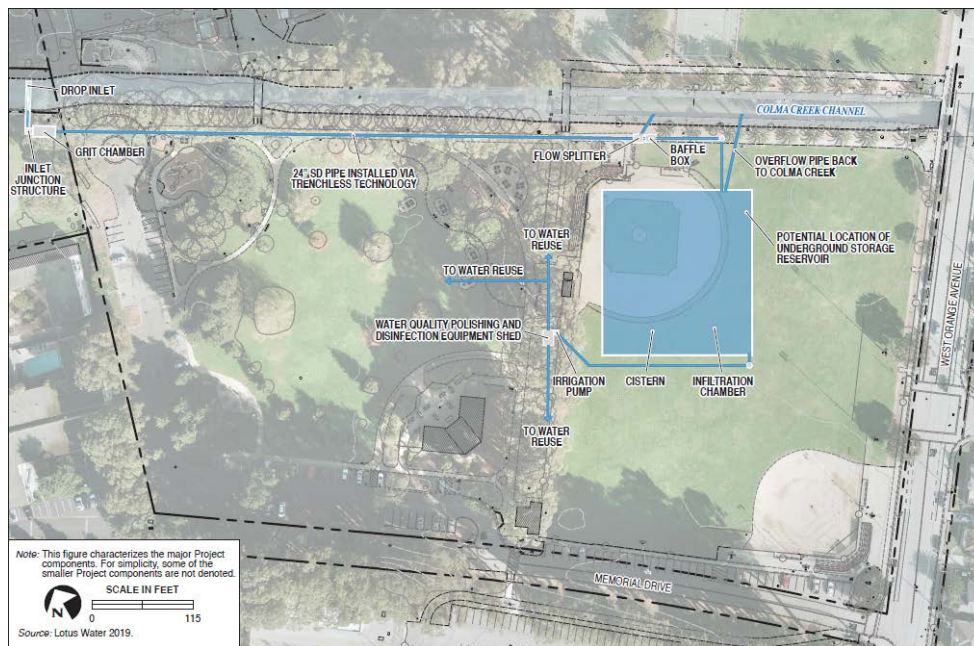 DROP INLET
COLMA CREEK CHANNEL
GRIT CHAMBER
INLET
JUNCTION
STRUCTURE
24" SD PIPE INSTALLED VIA
TRENCHLESS TECHNOLOGY
FLOW SPLITTER
BAFFLE
BOX
OVERFLOW PIPE BACK
TO COLMA CREEK
TO WATER
REUSE
POTENTIAL LOCATION OF
UNDERGROUND STORAGE
RESERVOIR
TO WATER REUSE
WATER QUALITY POLISHING AND
DISINFECTION EQUIPMENT SHED
IRRIGATION
PUMP
CISTERN
INFILTRATION
CHAMBER
TO WATER
REUSE
WEST ORANGE AVENUE
MEMORIAL DRIVE
Note: This figure characterizes the major Project
components. For simplicity, some of the
smaller Project components are not denoted.
SCALE IN FEET
N
0 115
Source: Lotus Water 2019.